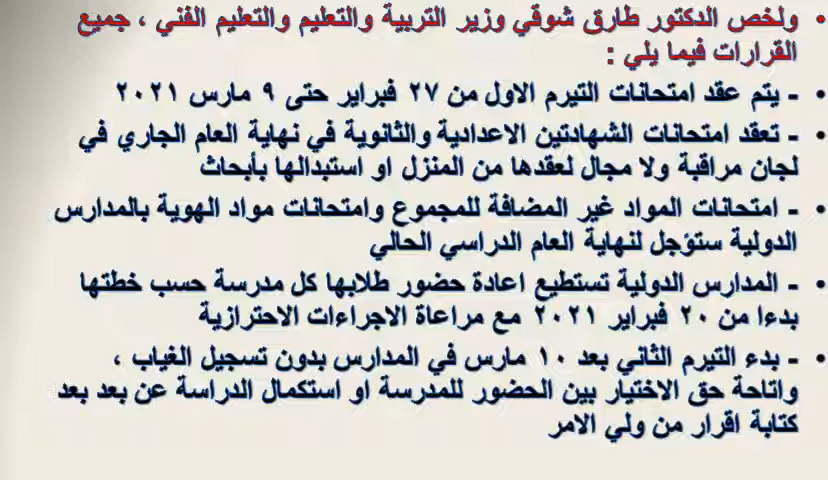 • ولخص الدكتور طارق شوقي وزير التربية والتعليم والتعليم الفني ، جميع
القرارات فيما يلي :
• - يتم عقد امتحانات التيرم الاول من ٢٧ فبراير حتى ٩ مارس ٢٠٢١
• - تعقد امتحانات الشهادتين الاعدادية والثانوية في نهاية العام الجاري في
لجان مراقبة ولا مجال لعقدها من المنزل او استبدالها بأبحاث
• - امتحانات المواد غير المضافة للمجموع وامتحانات مواد الهوية بالمدارس
الدولية ستؤجل لنهاية العام الدراسي الحالي
• - المدارس الدولية تستطيع اعادة حضور طلابها كل مدرسة حسب خطتها
بدءا من ٢٠ فبراير ٢٠٢١ مع مراعاة الاجراءات الاحترازية
• - بدء التيرم الثاني بعد ١٠ مارس في المدارس بدون تسجيل الغياب ،
واتاحة حق الاختيار بين الحضور للمدرسة او استكمال الدراسة عن بعد بعد
كتابة اقرار من ولي الامر